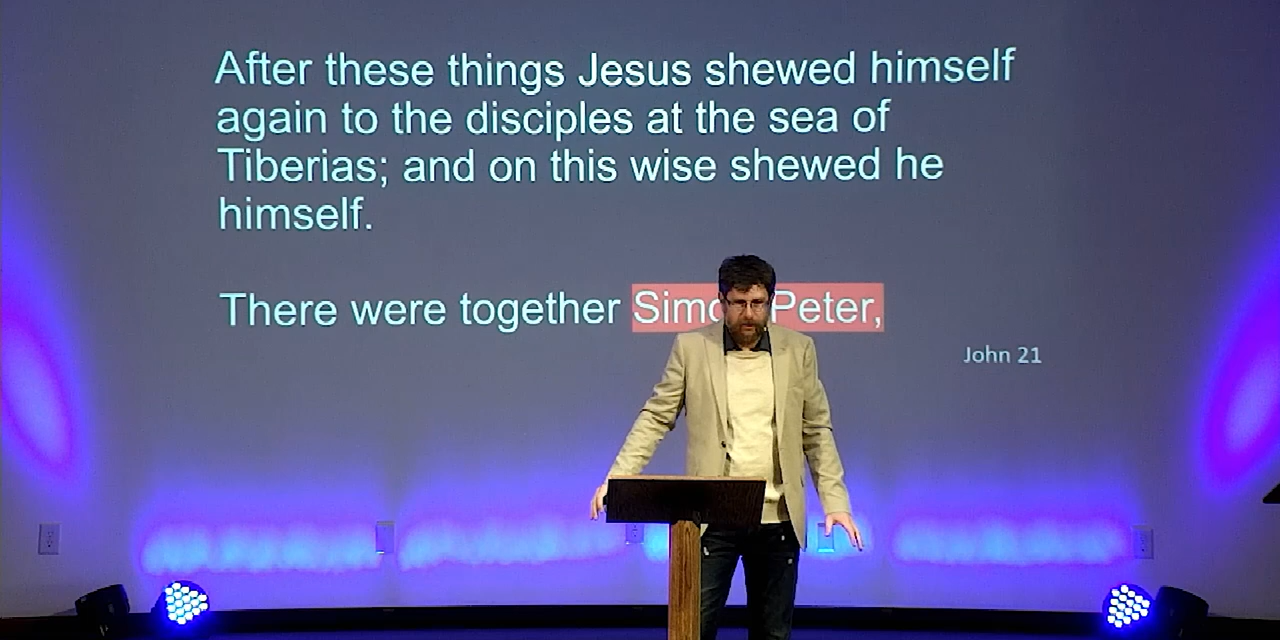 After these things Jesus shewed himself
again to the disciples at the sea of
Tiberias; and on this wise shewed he
himself.
There were together Simon Peter,
John 21